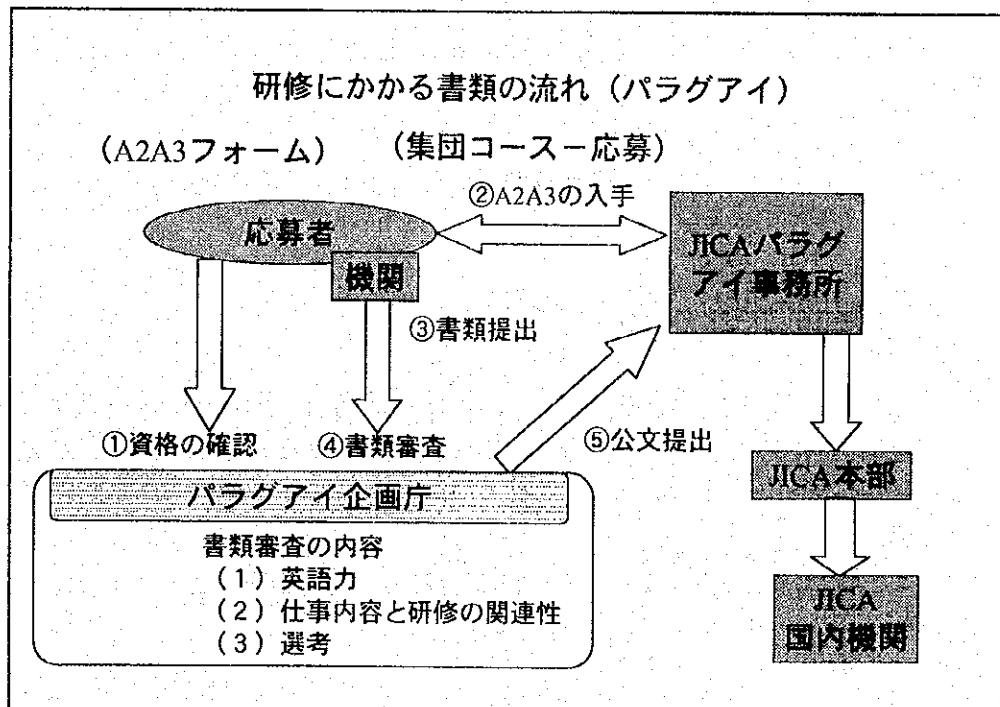 研修にかかる書類の流れ（パラグアイ）
（A2A3フォーム）　（集団コース－応募）
②A2A3の入手
応募者
機関
JICAパラグ
アイ事務所
③書類提出
①資格の確認
④書類審査
⑤公文提出
パラグアイ企画庁
JICA本部
書類審査の内容
（１）英語力
（２）仕事内容と研修の関連性
（３）選考
JICA
国内機関